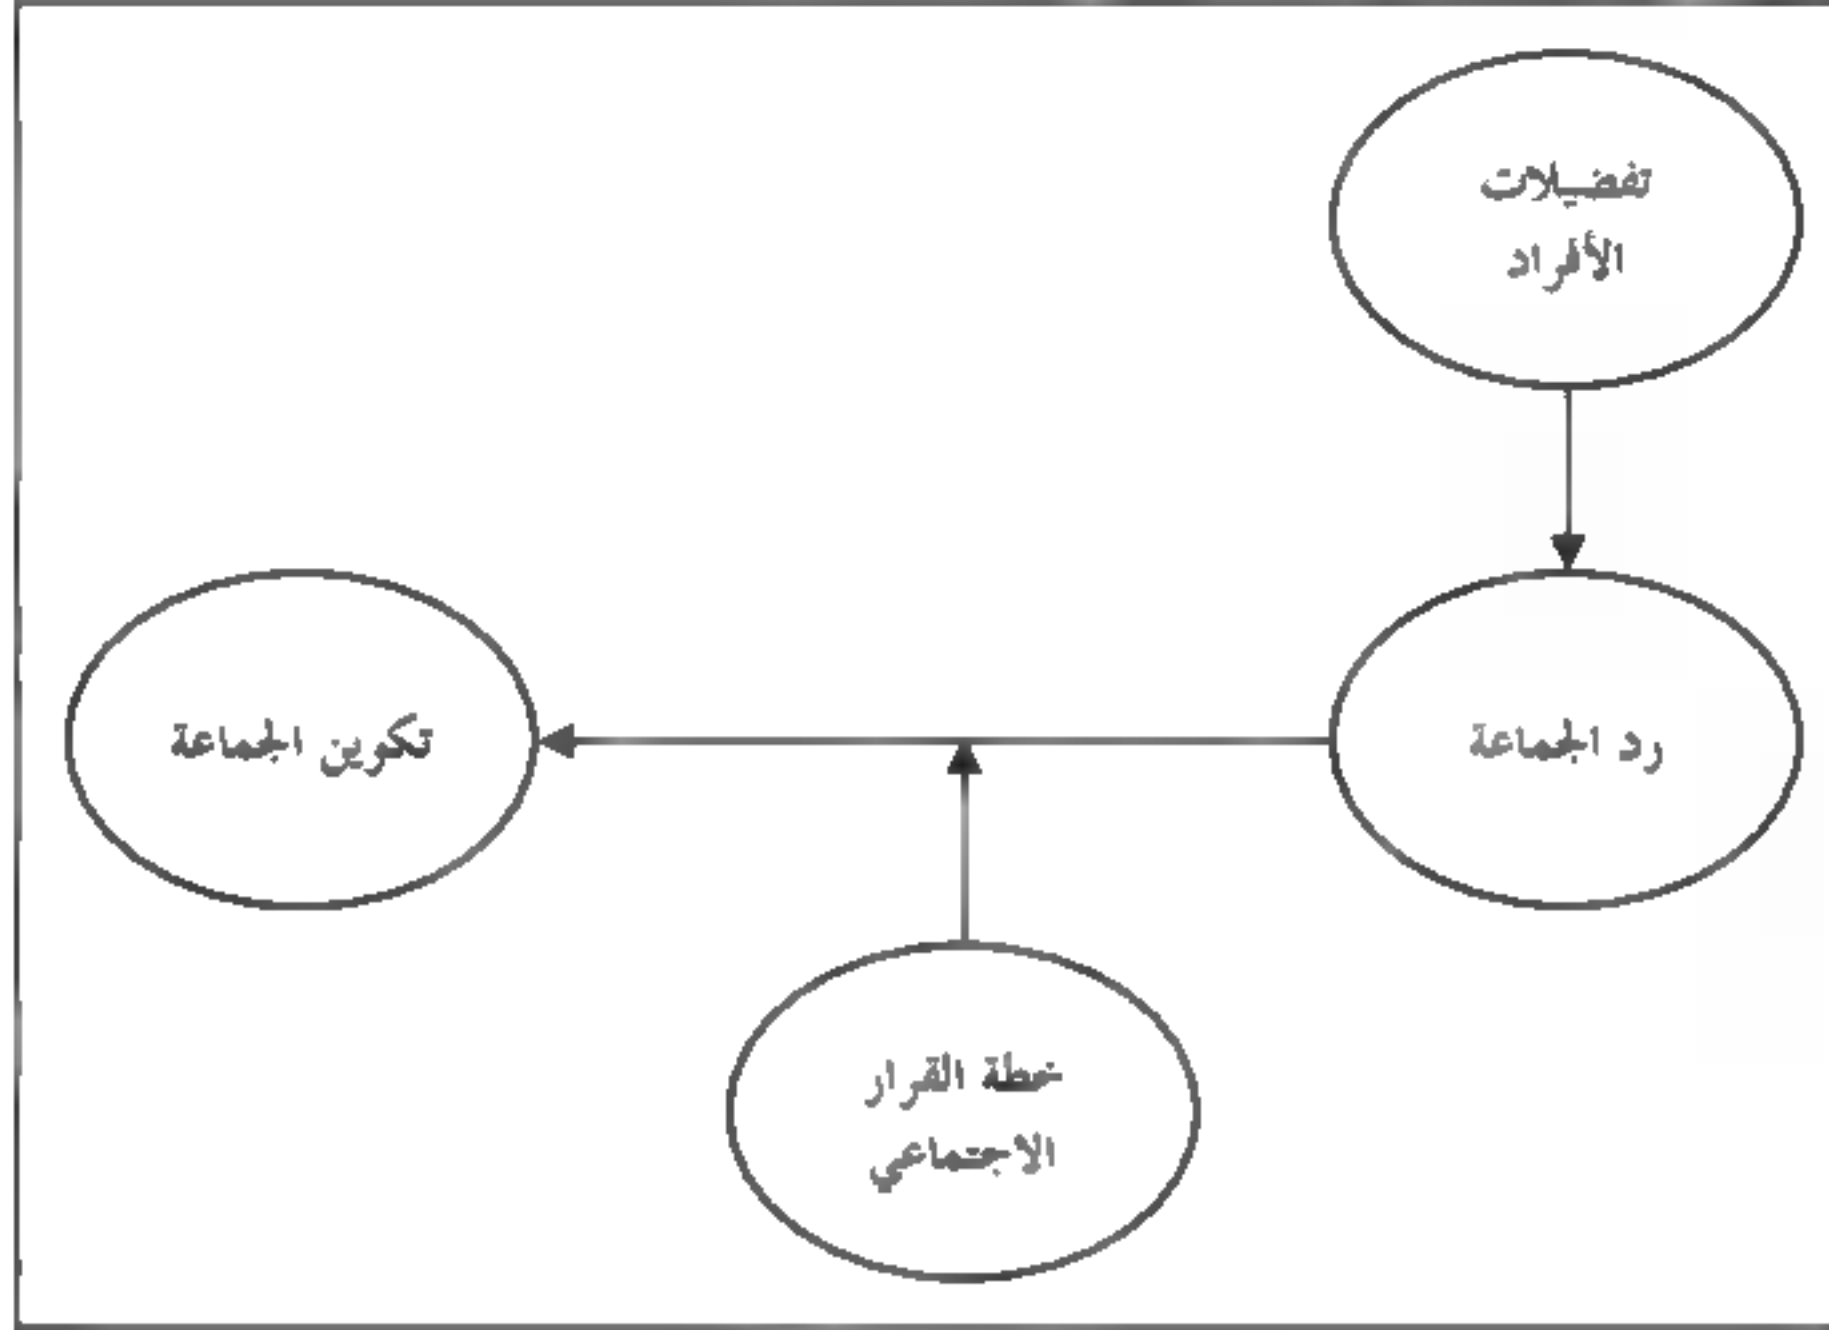 تفضيلات
الأفراد
رد الجماعة
تكوين الجماعة
خطة القرار
الاجتماعي